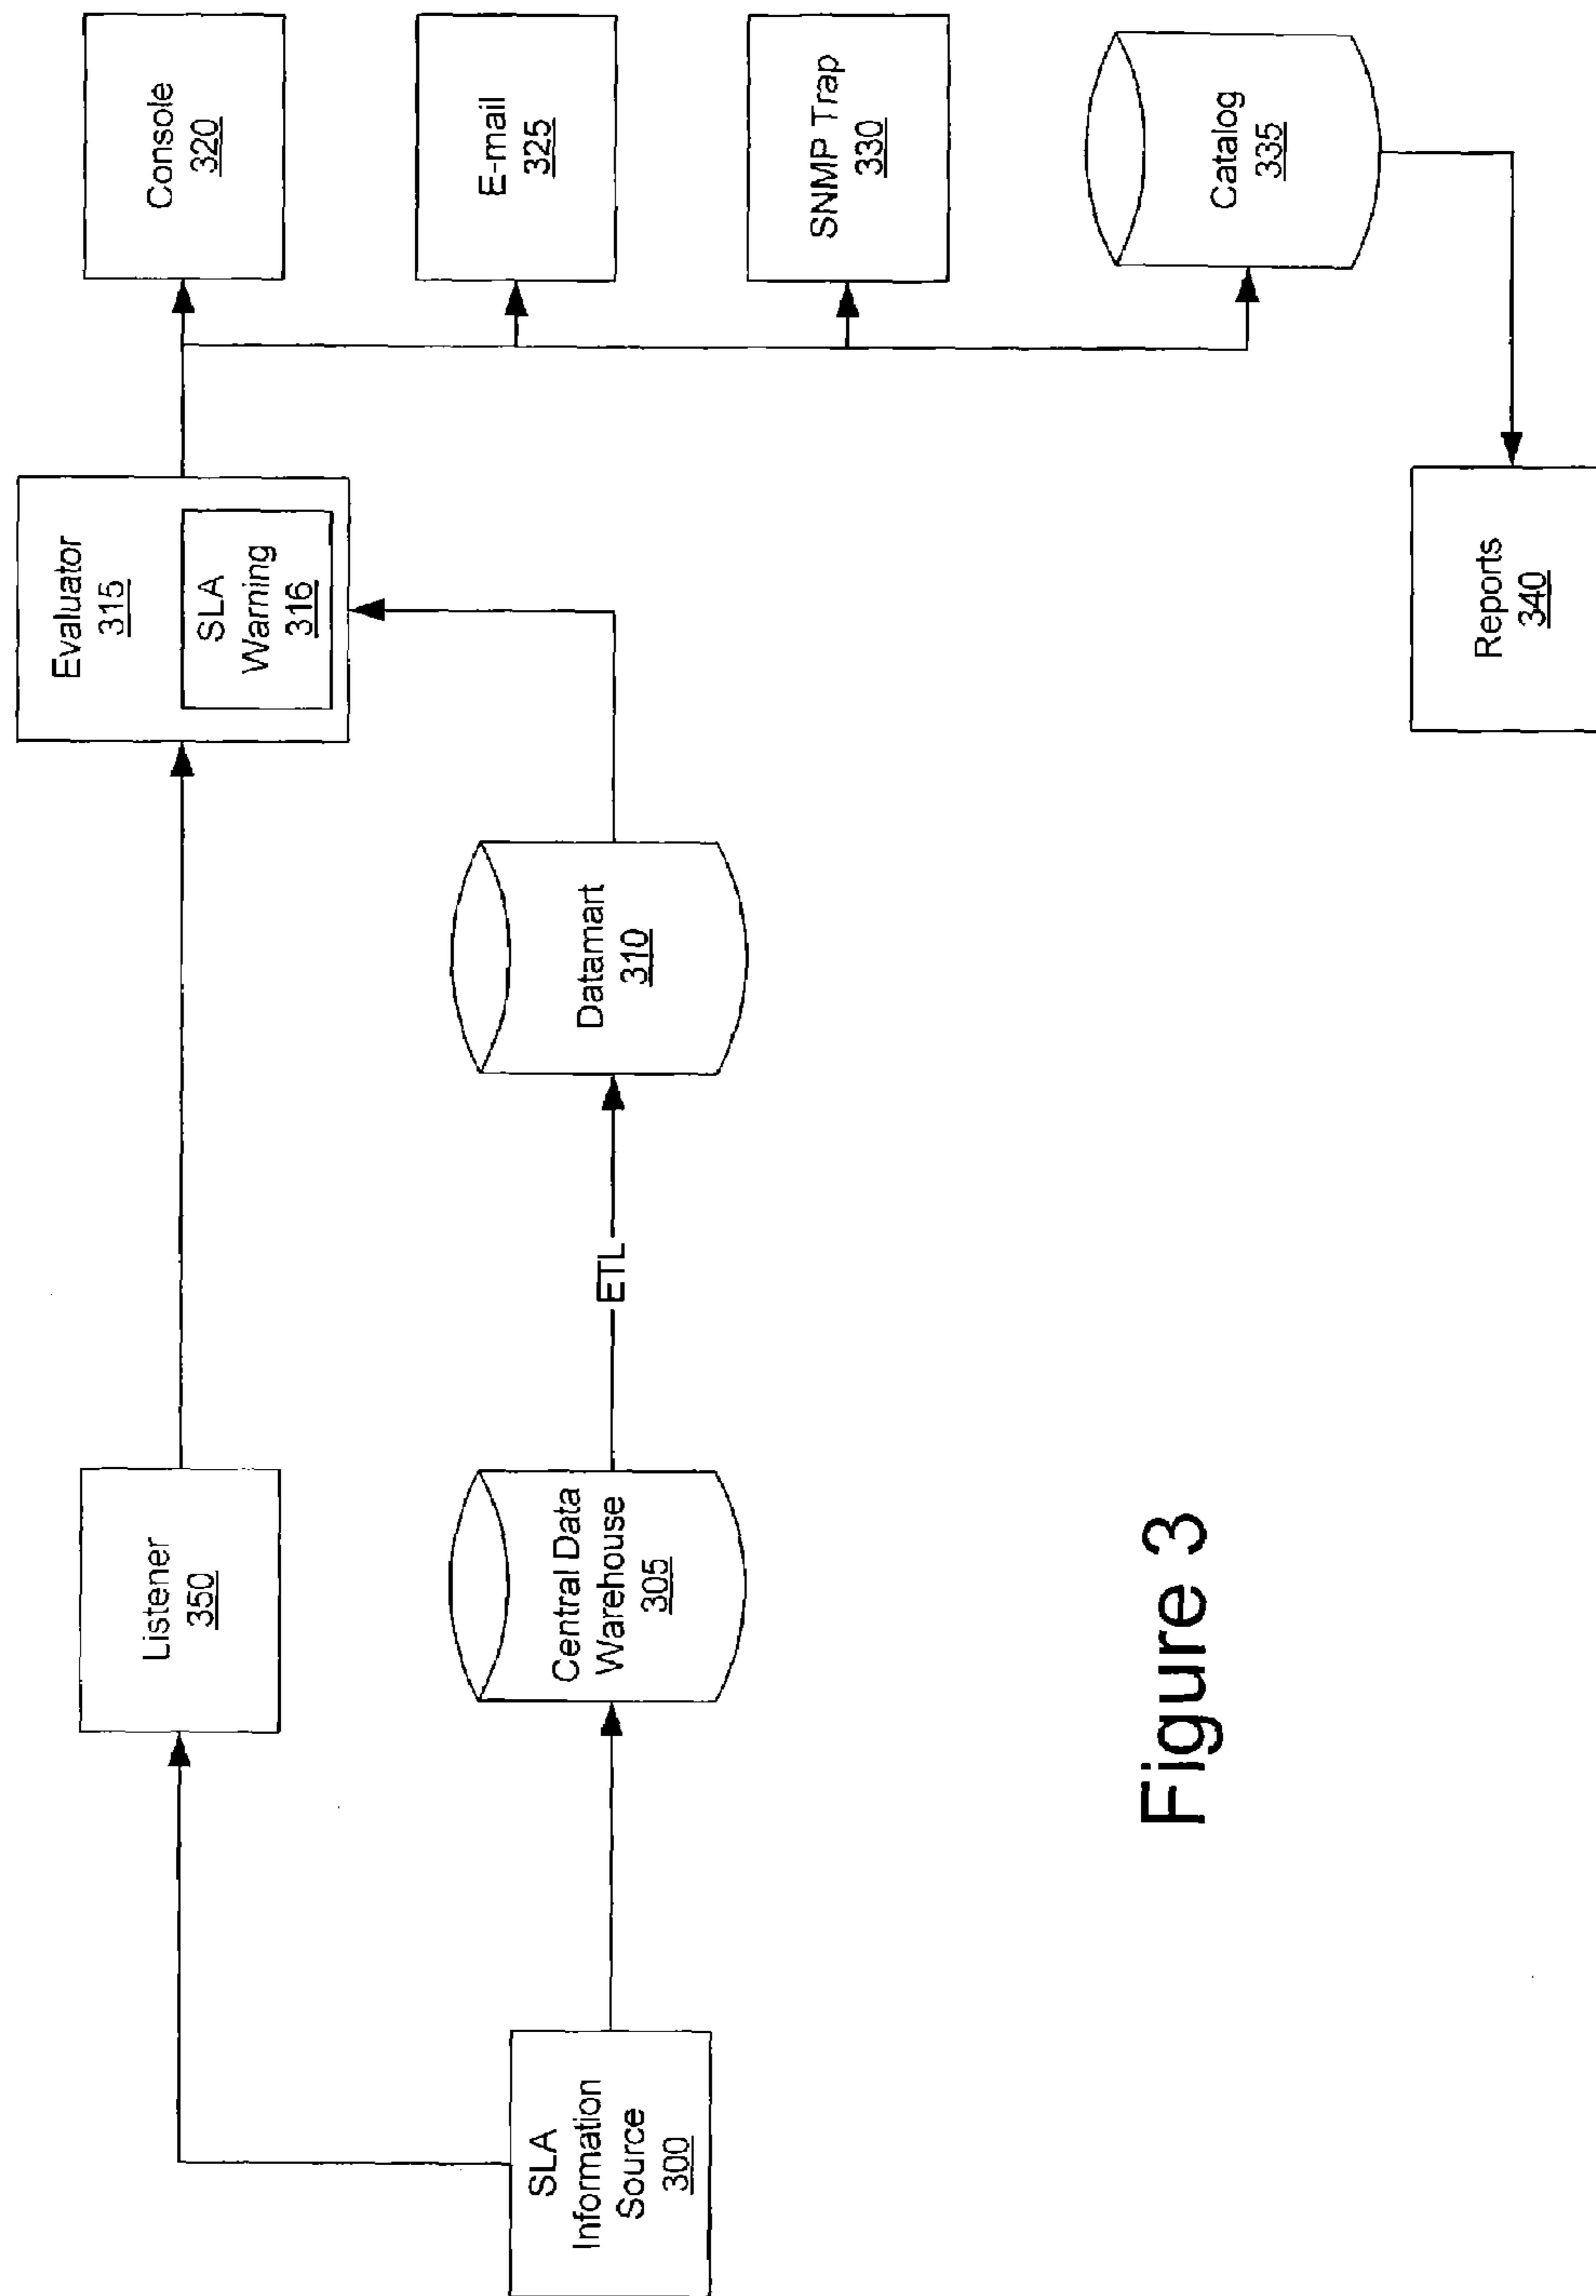 Listener
350
Evaluator
315
SLA
Warning
316
Console
320
E-mail
325
SNMP Trap
330
Catalog
335
Reports
340
SLA
Information
Source
300
Central Data
Warehouse
305
ETL
Datamart
310
Figure 3